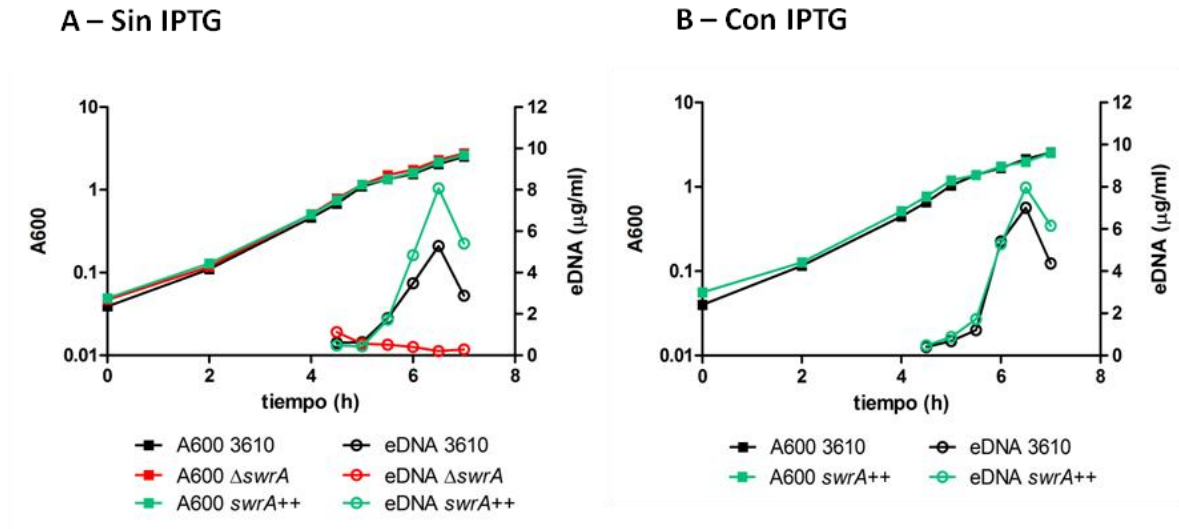 A – Sin IPTG
B – Con IPTG
10
1
0.1
0.01
A600
12
10
8
6
4
2
0
eDNA (µg/ml)
0 2 4 6 8
tiempo (h)
A600 3610
eDNA 3610
A600 ΔswrA
eDNA ΔswrA
A600 swrA++
eDNA swrA++
10
1
0.1
0.01
A600
12
10
8
6
4
2
0
eDNA (µg/ml)
0 2 4 6 8
tiempo (h)
A600 3610
eDNA 3610
A600 swrA++
eDNA swrA++